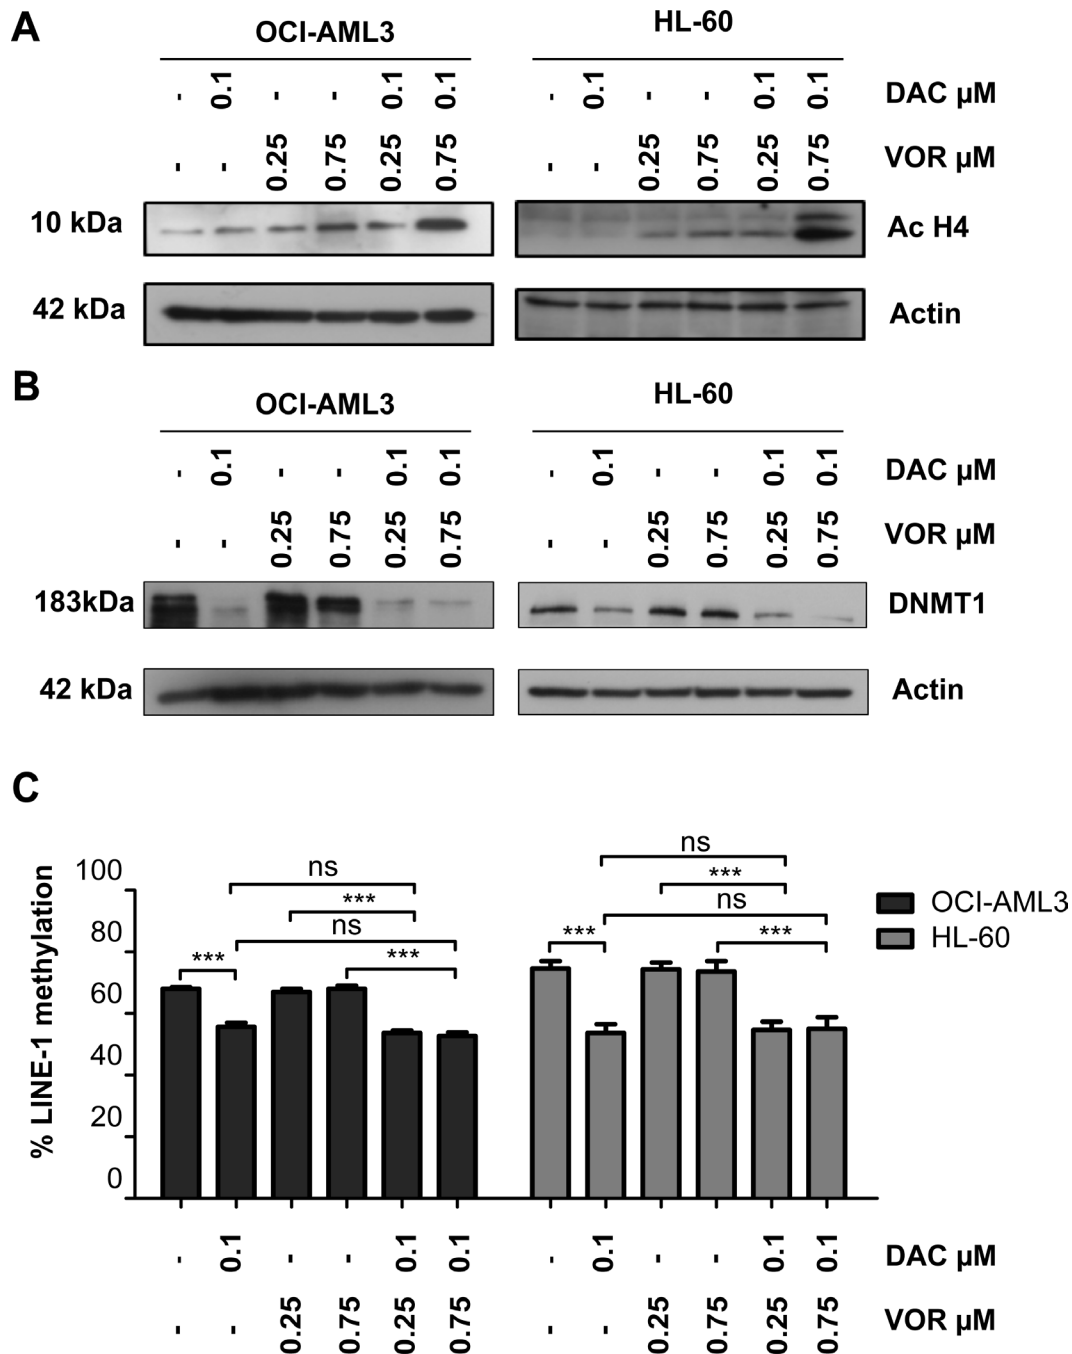 A
OCI-AML3 HL-60
- 0.1 - - 0.1 0.1 - 0.1 - - 0.1 0.1 DAC µM
- - 0.25 0.75 0.25 0.75 - - 0.25 0.75 0.25 0.75 VOR µM
10 kDa Ac H4
42 kDa Actin
B
OCI-AML3 HL-60
- 0.1 - - 0.1 0.1 - 0.1 - - 0.1 0.1 DAC µM
- - 0.25 0.75 0.25 0.75 - - 0.25 0.75 0.25 0.75 VOR µM
183kDa DNMT1
42 kDa Actin
C
% LINE-1 methylation
100
80
60
40
20
0
ns
***
ns
***
***
ns
***
ns
***
***
OCI-AML3
HL-60
- 0.1 - - 0.1 0.1 - 0.1 - - 0.1 0.1 DAC µM
- - 0.25 0.75 0.25 0.75 - - 0.25 0.75 0.25 0.75 VOR µM